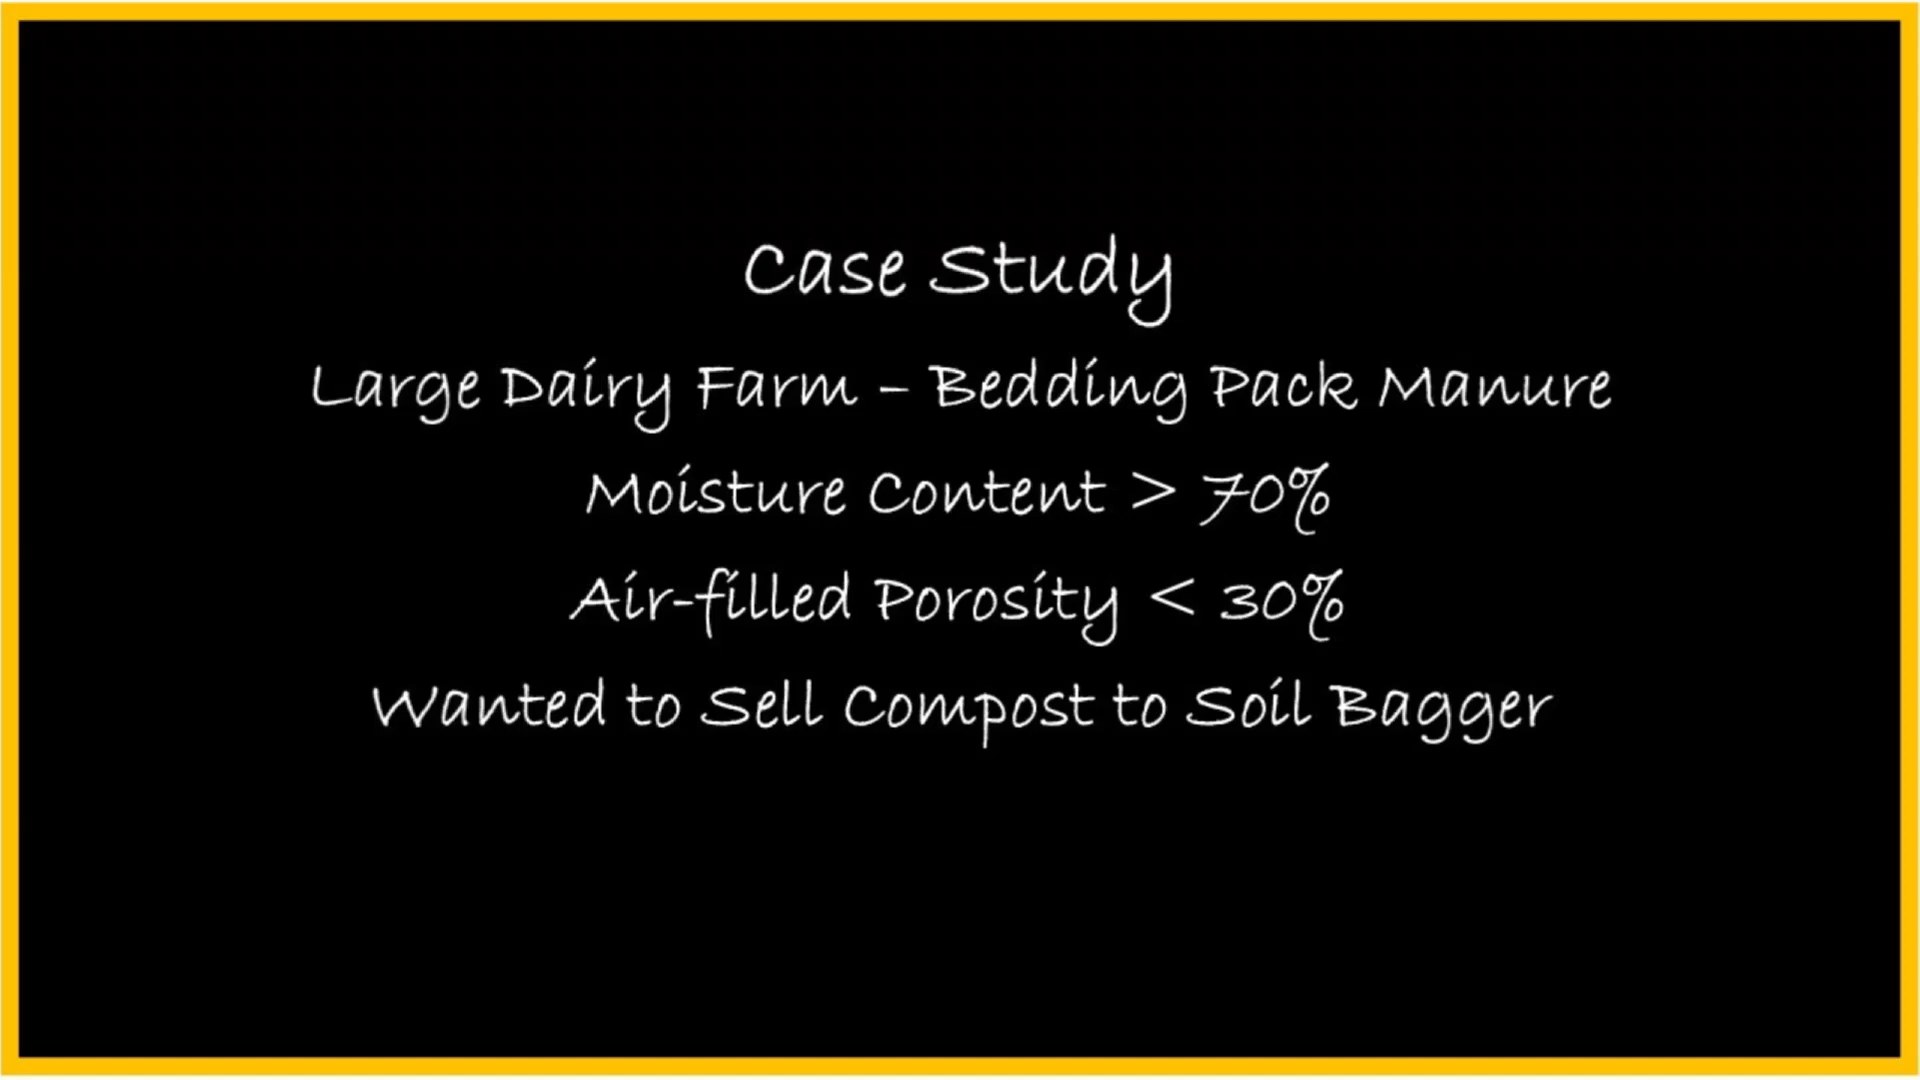 Case Study
Large Dairy Farm – Bedding Pack Manure
Moisture Content > 70%
Air-filled Porosity < 30%
Wanted to Sell Compost to Soil Bagger